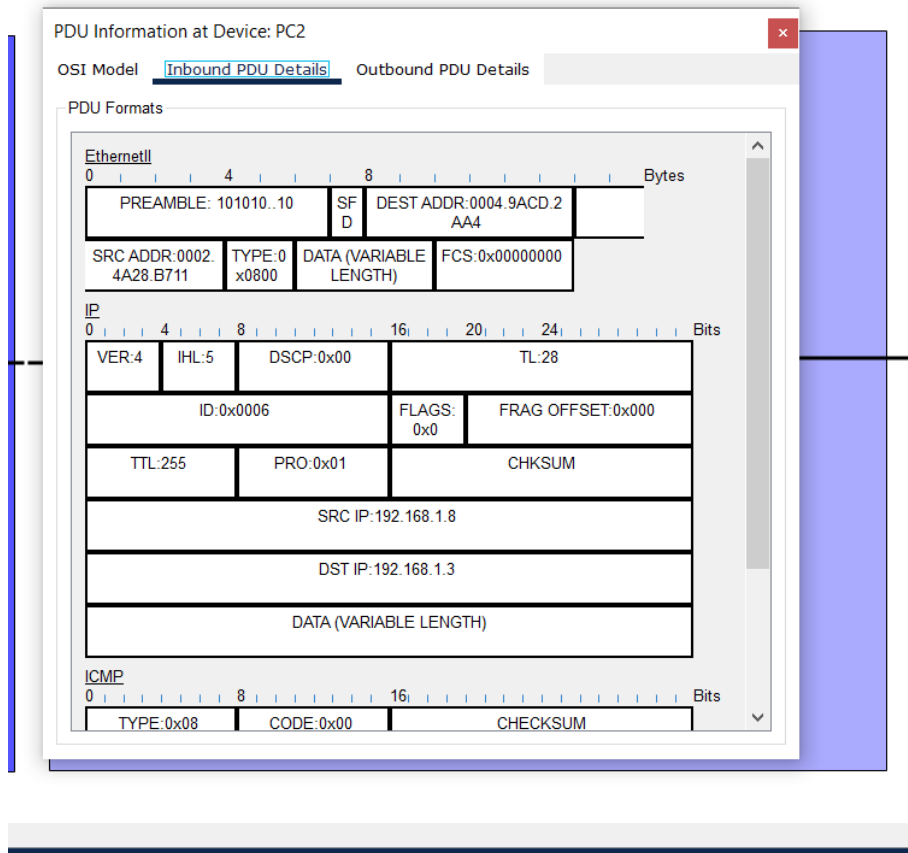 PDU Information at Device: PC2
×
OSI Model Inbound PDU Details Outbound PDU Details
PDU Formats
EthernetII
0 4 8 Bytes
PREAMBLE: 101010..10 SF DEST ADDR:0004.9ACD.2
D AA4
SRC ADDR:0002. TYPE:0 DATA (VARIABLE FCS:0x00000000
4A28.B711 x0800 LENGTH)
IP
0 4 8 16 20 24 Bits
VER:4 IHL:5 DSCP:0x00 TL:28
ID:0x0006 FLAGS: FRAG OFFSET:0x000
0x0
TTL:255 PRO:0x01 CHKSUM
SRC IP:192.168.1.8
DST IP:192.168.1.3
DATA (VARIABLE LENGTH)
ICMP
0 8 16 Bits
TYPE:0x08 CODE:0x00 CHECKSUM